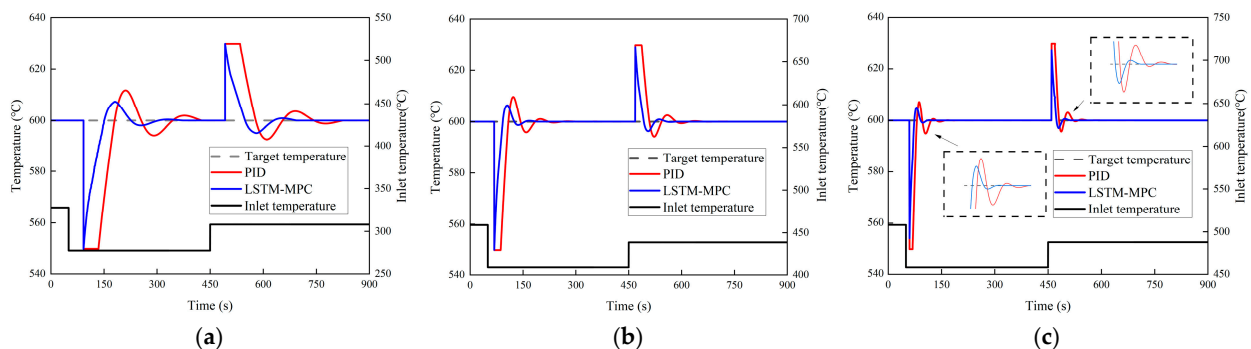 640
620
600
580
560
540
Temperature (℃)
0
150
300
450
600
750
900
Time (s)
550
500
450
400
350
300
250
Inlet temperature(℃)
Target temperature
PID
LSTM-MPC
Inlet temperature
(a)
640
620
600
580
560
540
Temperature (℃)
0
150
300
450
600
750
900
Time (s)
700
650
600
550
500
450
400
Inlet temperature(℃)
Target temperature
PID
LSTM-MPC
Inlet temperature
(b)
640
620
600
580
560
540
Temperature (℃)
0
150
300
450
600
750
900
Time (s)
750
700
650
600
550
500
450
Inlet temperature(℃)
Target temperature
PID
LSTM-MPC
Inlet temperature
(c)